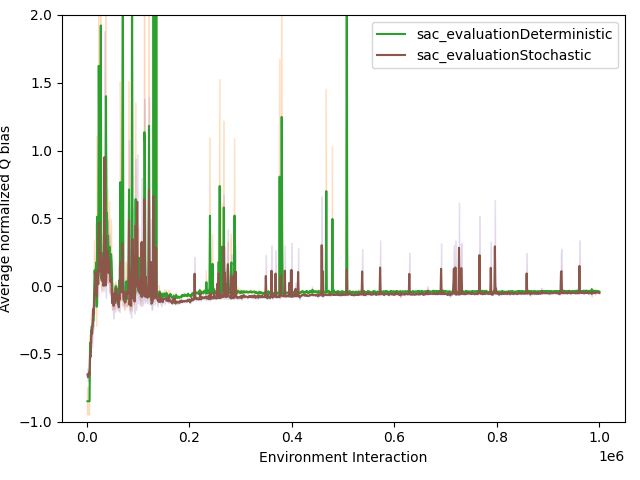 2.0
1.5
1.0
0.5
0.0
−0.5
−1.0
Average normalized Q bias
sac_evaluationDeterministic
sac_evaluationStochastic
0.0 0.2 0.4 0.6 0.8 1.0
1e6
Environment Interaction